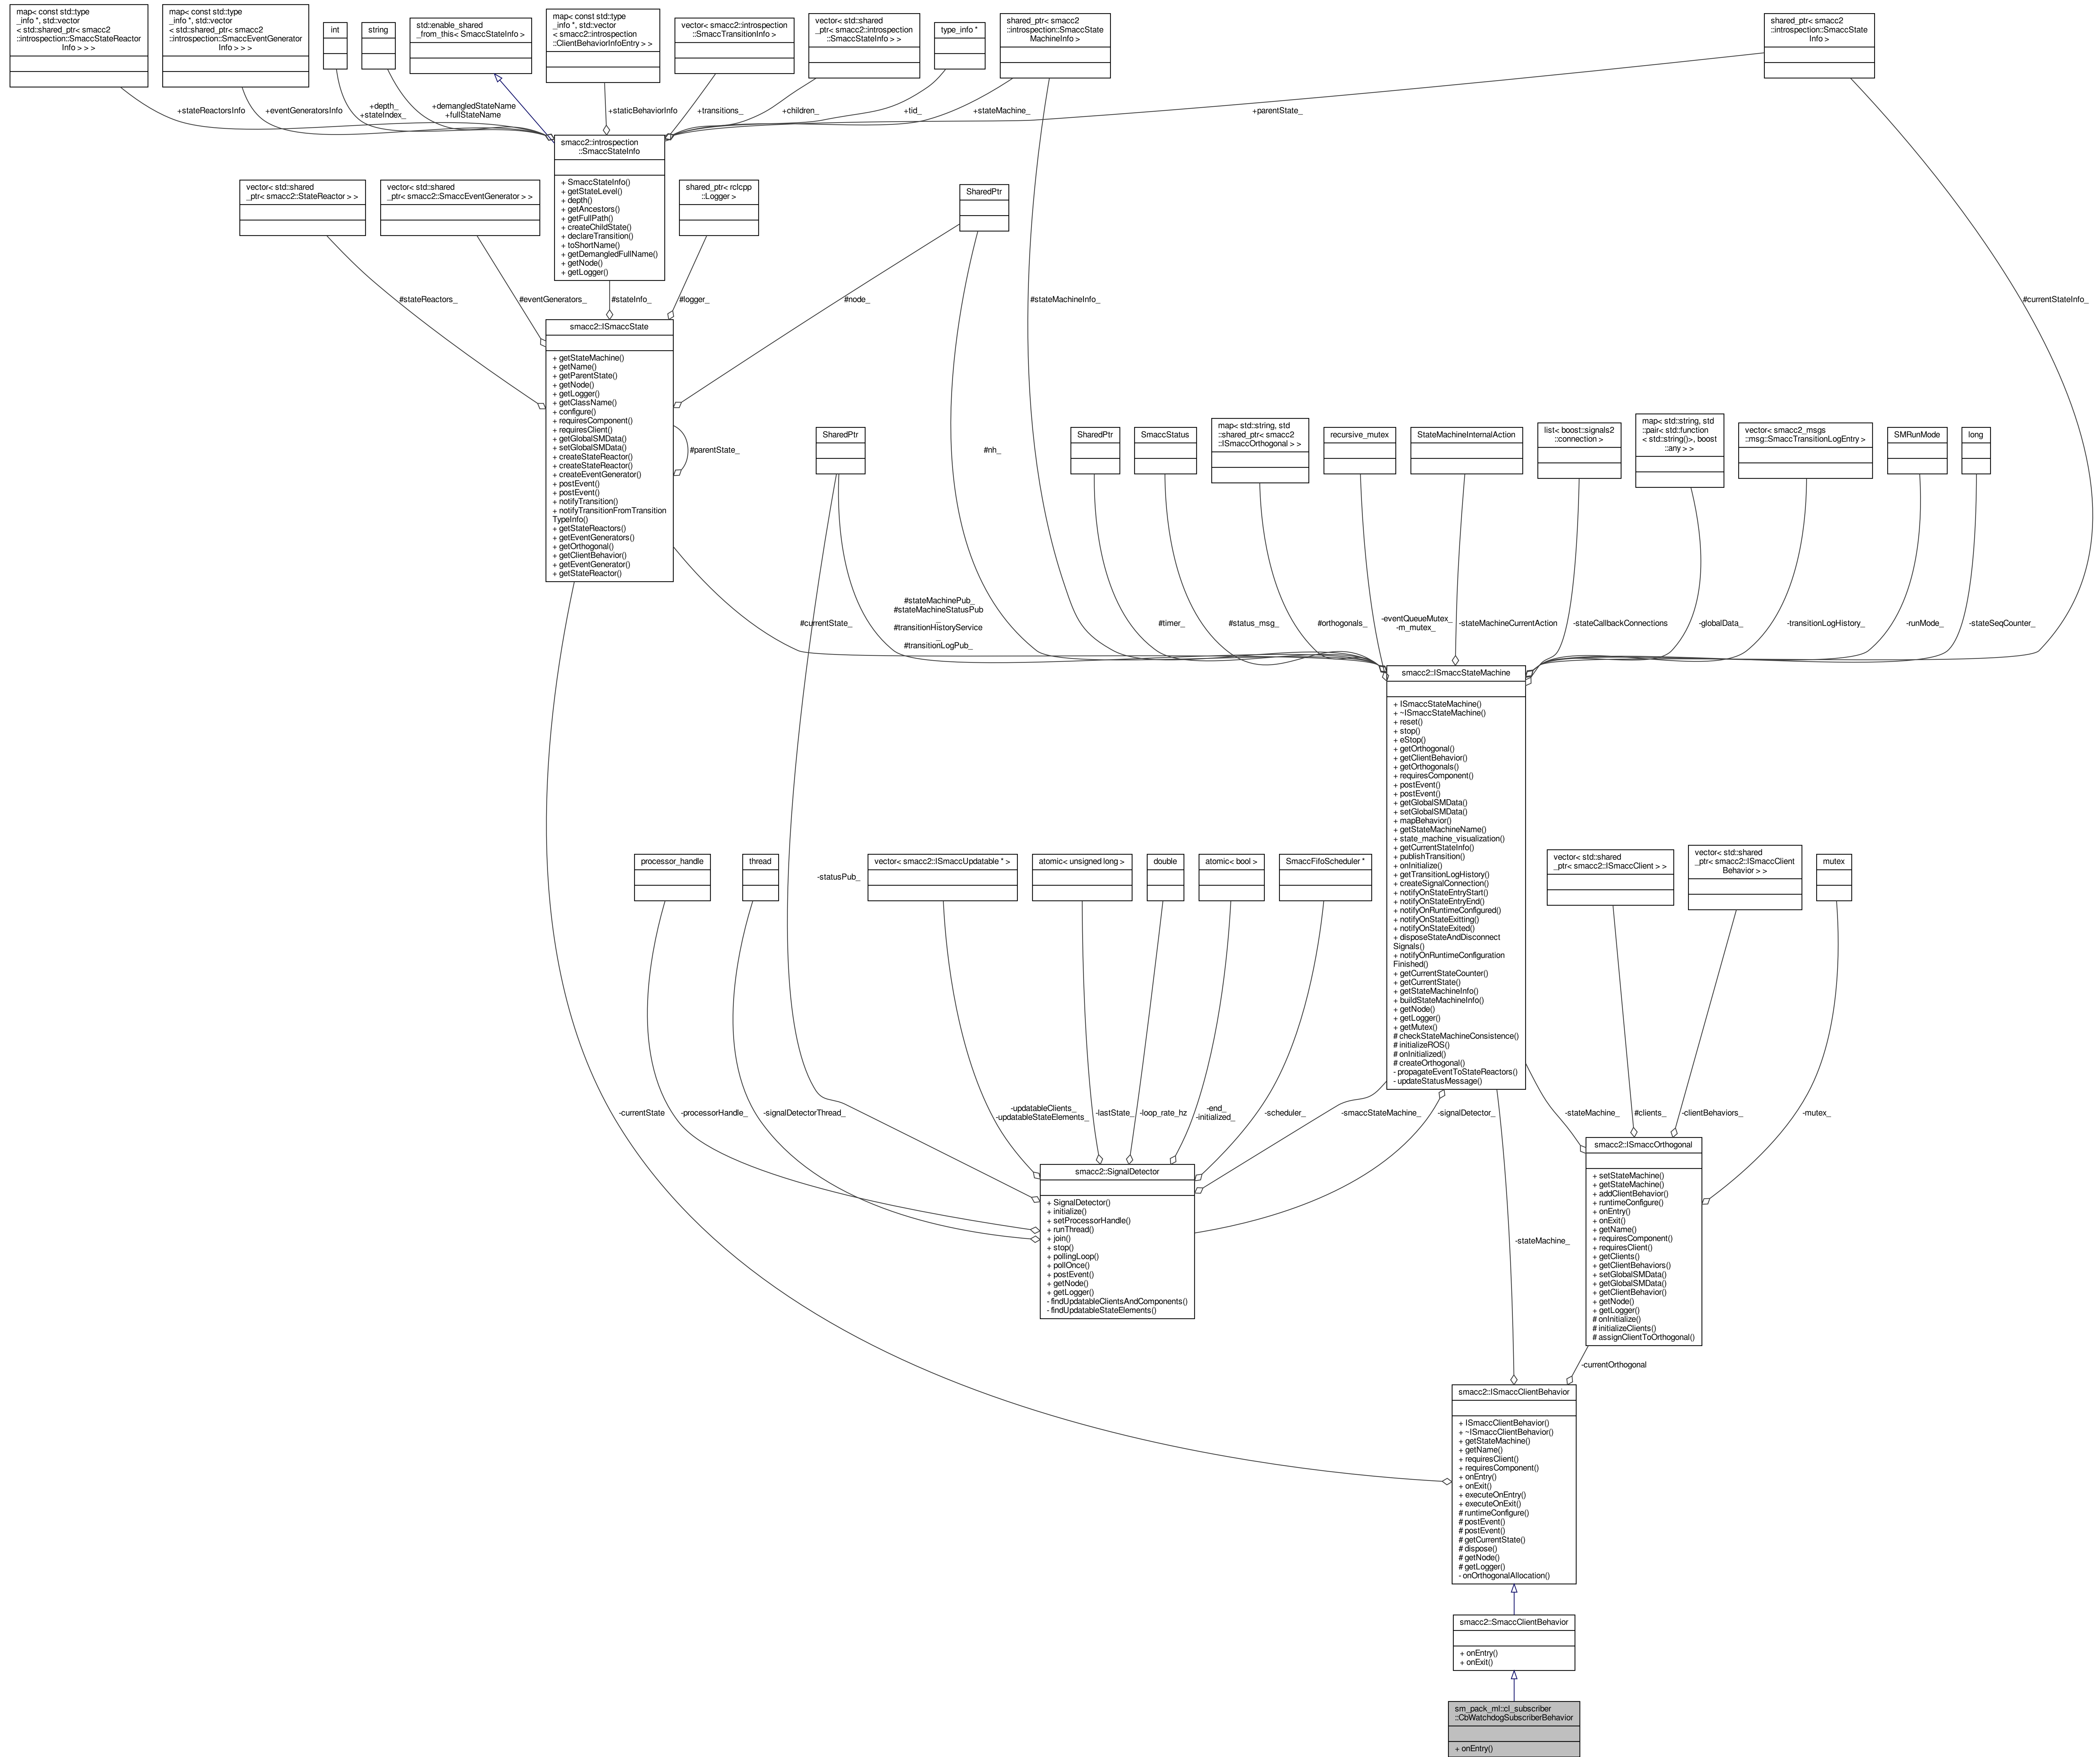 map< const std::type
_info *, std::vector
< std::shared_ptr< smacc2
::introspection::SmaccStateReactor
Info > > >
map< const std::type
_info *, std::vector
< std::shared_ptr< smacc2
::introspection::SmaccEventGenerator
Info > > >
int
string
std::enable_shared
_from_this< SmaccStateInfo >
map< const std::type
_info *, std::vector
< smacc2::introspection
::ClientBehaviorInfoEntry > >
vector< smacc2::introspection
::SmaccTransitionInfo >
vector< std::shared
_ptr< smacc2::introspection
::SmaccStateInfo > >
type_info *
shared_ptr< smacc2
::introspection::SmaccState
MachineInfo >
shared_ptr< smacc2
::introspection::SmaccState
Info >
+stateReactorsInfo
+eventGeneratorsInfo
+depth_
+stateIndex_
+demangledStateName
+fullStateName
+staticBehaviorInfo
+transitions_
+children_
+tid_
+stateMachine_
+parentState_
smacc2::introspection
::SmaccStateInfo
+ SmaccStateInfo()
+ getStateLevel()
+ depth()
+ getAncestors()
+ getFullPath()
+ createChildState()
+ declareTransition()
+ toShortName()
+ getDemangledFullName()
+ getNode()
+ getLogger()
vector< std::shared
_ptr< smacc2::StateReactor > >
vector< std::shared
_ptr< smacc2::SmaccEventGenerator > >
shared_ptr< rclcpp
::Logger >
SharedPtr
#stateReactors_
#eventGenerators_
#stateInfo_
#logger_
#node_
#stateMachineInfo_
#currentStateInfo_
smacc2::ISmaccState
+ getStateMachine()
+ getName()
+ getParentState()
+ getNode()
+ getLogger()
+ getClassName()
+ configure()
+ requiresComponent()
+ requiresClient()
+ getGlobalSMData()
+ setGlobalSMData()
+ createStateReactor()
+ createStateReactor()
+ createEventGenerator()
+ postEvent()
+ postEvent()
+ notifyTransition()
+ notifyTransitionFromTransition
TypeInfo()
+ getStateReactors()
+ getEventGenerators()
+ getOrthogonal()
+ getClientBehavior()
+ getEventGenerator()
+ getStateReactor()
#parentState_
#nh_
SharedPtr
SharedPtr
SmaccStatus
map< std::string, std
::shared_ptr< smacc2
::ISmaccOrthogonal > >
recursive_mutex
StateMachineInternalAction
list< boost::signals2
::connection >
map< std::string, std
::pair< std::function
< std::string()>, boost
::any > >
vector< smacc2_msgs
::msg::SmaccTransitionLogEntry >
SMRunMode
long
#currentState_
#stateMachinePub_
#stateMachineStatusPub
_
#transitionHistoryService
_
#transitionLogPub_
#timer_
#status_msg_
#orthogonals_
-eventQueueMutex_
-m_mutex_
-stateMachineCurrentAction
-stateCallbackConnections
-globalData_
-transitionLogHistory_
-runMode_
-stateSeqCounter_
smacc2::ISmaccStateMachine
+ ISmaccStateMachine()
+ ~ISmaccStateMachine()
+ reset()
+ stop()
+ eStop()
+ getOrthogonal()
+ getClientBehavior()
+ getOrthogonals()
+ requiresComponent()
+ postEvent()
+ postEvent()
+ getGlobalSMData()
+ setGlobalSMData()
+ mapBehavior()
+ getStateMachineName()
+ state_machine_visualization()
+ getCurrentStateInfo()
+ publishTransition()
+ onInitialize()
+ getTransitionLogHistory()
+ createSignalConnection()
+ notifyOnStateEntryStart()
+ notifyOnStateEntryEnd()
+ notifyOnRuntimeConfigured()
+ notifyOnStateExitting()
+ notifyOnStateExited()
+ disposeStateAndDisconnect
Signals()
+ notifyOnRuntimeConfiguration
Finished()
+ getCurrentStateCounter()
+ getCurrentState()
+ getStateMachineInfo()
+ buildStateMachineInfo()
+ getNode()
+ getLogger()
+ getMutex()
# checkStateMachineConsistence()
# initializeROS()
# onInitialized()
# createOrthogonal()
- propagateEventToStateReactors()
- updateStatusMessage()
processor_handle
thread
-statusPub_
vector< smacc2::ISmaccUpdatable * >
atomic< unsigned long >
double
atomic< bool >
SmaccFifoScheduler *
vector< std::shared
_ptr< smacc2::ISmaccClient > >
vector< std::shared
_ptr< smacc2::ISmaccClient
Behavior > >
mutex
-currentState
-processorHandle_
-signalDetectorThread_
-updatableClients_
-updatableStateElements_
-lastState_
-loop_rate_hz
-end_
-initialized_
-scheduler_
-smaccStateMachine_
-signalDetector_
-stateMachine_
#clients_
-clientBehaviors_
-mutex_
smacc2::SignalDetector
+ SignalDetector()
+ initialize()
+ setProcessorHandle()
+ runThread()
+ join()
+ stop()
+ pollingLoop()
+ pollOnce()
+ postEvent()
+ getNode()
+ getLogger()
- findUpdatableClientsAndComponents()
- findUpdatableStateElements()
smacc2::ISmaccOrthogonal
+ setStateMachine()
+ getStateMachine()
+ addClientBehavior()
+ runtimeConfigure()
+ onEntry()
+ onExit()
+ getName()
+ requiresComponent()
+ requiresClient()
+ getClients()
+ getClientBehaviors()
+ setGlobalSMData()
+ getGlobalSMData()
+ getClientBehavior()
+ getNode()
+ getLogger()
# onInitialize()
# initializeClients()
# assignClientToOrthogonal()
-stateMachine_
-currentOrthogonal
smacc2::ISmaccClientBehavior
+ ISmaccClientBehavior()
+ ~ISmaccClientBehavior()
+ getStateMachine()
+ getName()
+ requiresClient()
+ requiresComponent()
+ onEntry()
+ onExit()
+ executeOnEntry()
+ executeOnExit()
# runtimeConfigure()
# postEvent()
# postEvent()
# getCurrentState()
# dispose()
# getNode()
# getLogger()
- onOrthogonalAllocation()
smacc2::SmaccClientBehavior
+ onEntry()
+ onExit()
sm_pack_ml::cl_subscriber
::CbWatchdogSubscriberBehavior
+ onEntry()